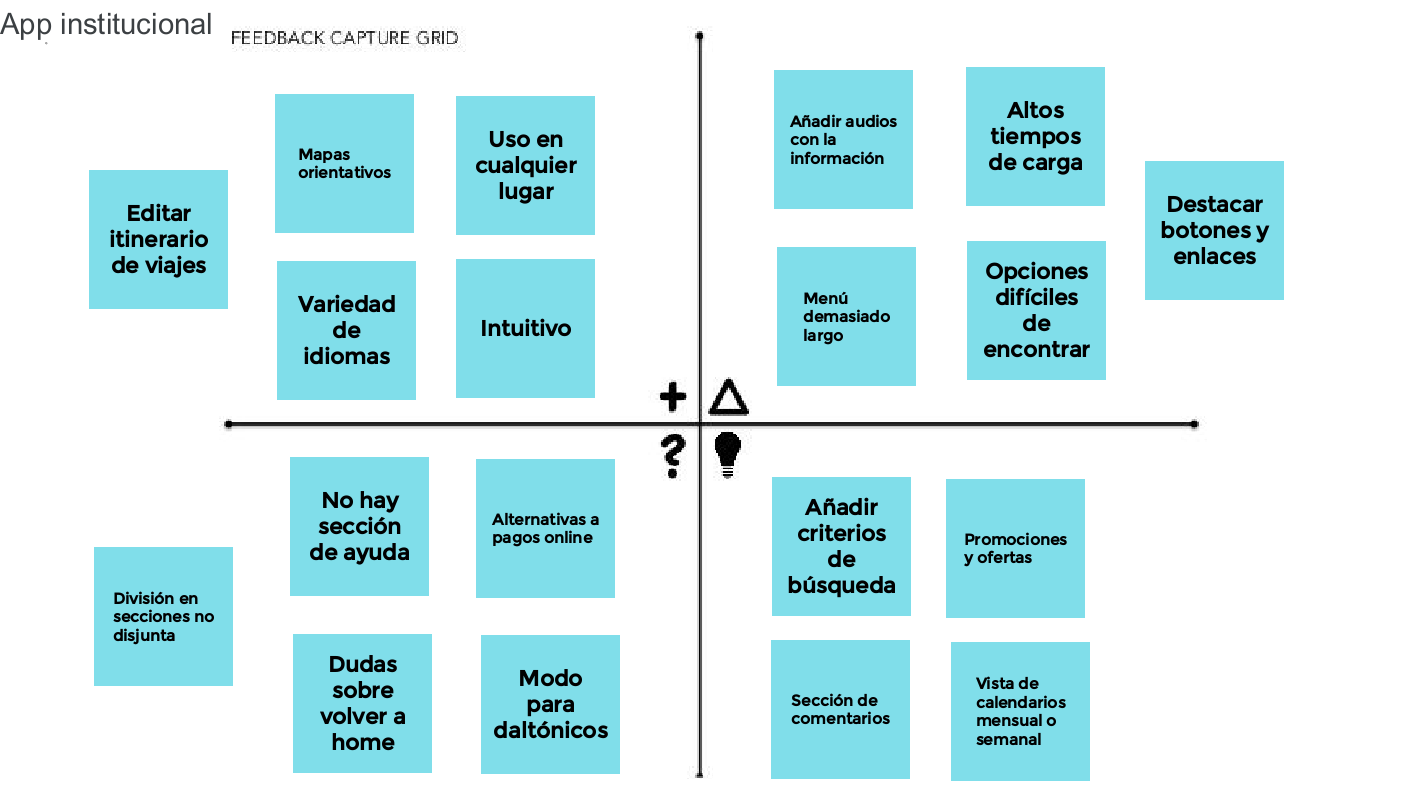 App institucional
FEEDBACK CAPTURE GRID
Editar
itinerario
de viajes
Mapas
orientativos
Uso en
cualquier
lugar
Variedad
de
idiomas
Intuitivo
Añadir audios
con la
información
Altos
tiempos
de carga
Destacar
botones y
enlaces
Menú
demasiado
largo
Opciones
difíciles
de
encontrar
+
?
No hay
sección
de ayuda
Alternativas a
pagos online
División en
secciones no
disjunta
Dudas
sobre
volver a
home
Modo
para
daltónicos
Añadir
criterios
de
búsqueda
Promociones
y ofertas
Sección de
comentarios
Vista de
calendarios
mensual o
semanal